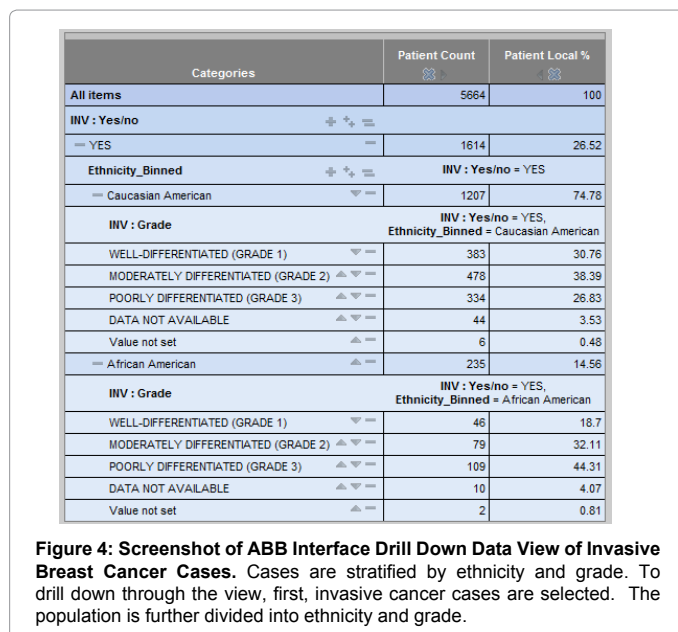 Categories Patient Count Patient Local %
All items 5664 100
INV : Yes/no
YES 1614 26.52
Ethnicity_Binned INV : Yes/no = YES
Caucasian American 1207 74.78
INV : Grade INV : Yes/no = YES,
Ethnicity_Binned = Caucasian American
WELL-DIFFERENTIATED (GRADE 1) 383 30.76
MODERATELY DIFFERENTIATED (GRADE 2) 478 38.39
POORLY DIFFERENTIATED (GRADE 3) 334 26.83
DATA NOT AVAILABLE 44 3.53
Value not set 6 0.48
African American 235 14.56
INV : Grade INV : Yes/no = YES,
Ethnicity_Binned = African American
WELL-DIFFERENTIATED (GRADE 1) 46 18.7
MODERATELY DIFFERENTIATED (GRADE 2) 79 32.11
POORLY DIFFERENTIATED (GRADE 3) 109 44.31
DATA NOT AVAILABLE 10 4.07
Value not set 2 0.81
Figure 4: Screenshot of ABB Interface Drill Down Data View of Invasive
Breast Cancer Cases. Cases are stratified by ethnicity and grade. To
drill down through the view, first, invasive cancer cases are selected. The
population is further divided into ethnicity and grade.